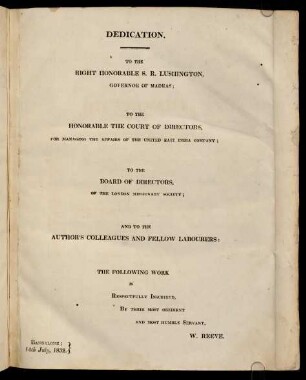 DEDICATION.
TO THE
RIGHT HONORABLE S. R. LUSHINGTON,
GOVERNOR OF MADRAS;
TO THE
HONORABLE THE COURT OF DIRECTORS,
FOR MANAGING THE AFFAIRS OF THE UNITED EAST INDIA COMPANY;
TO THE
BOARD OF DIRECTORS,
OF THE LONDON MISSIONARY SOCIETY;
AND TO THE
AUTHOR'S COLLEAGUES AND FELLOW LABOURERS:
THE FOLLOWING WORK
IS
RESPECTFULLY INSCRIBED,
BY THEIR MOST OBEDIENT
AND MOST HUMBLE SERVANT,
W. REEVE.
BANGALORE:
July, 1832.